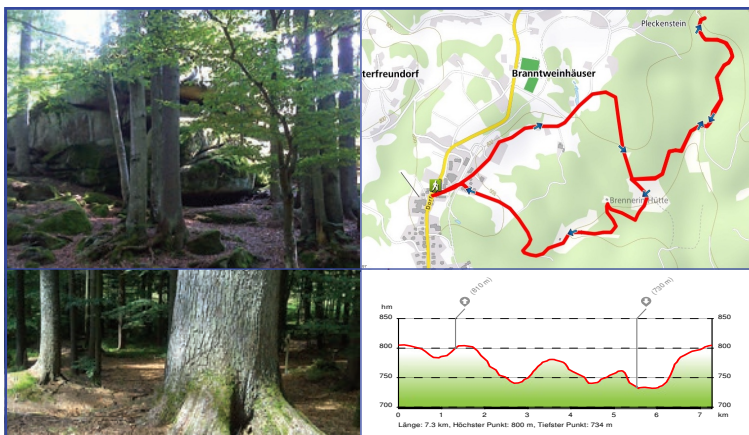 Pleckenstein
terfreundorf
Branntweinhäuser
Brennerin Hütte
Dorf
(810 m)
(730 m)
hm
850
850
800
800
750
750
700
700
0
1
2
3
4
5
6
7
km
Länge: 7.3 km, Höchster Punkt: 800 m, Tiefster Punkt: 734 m